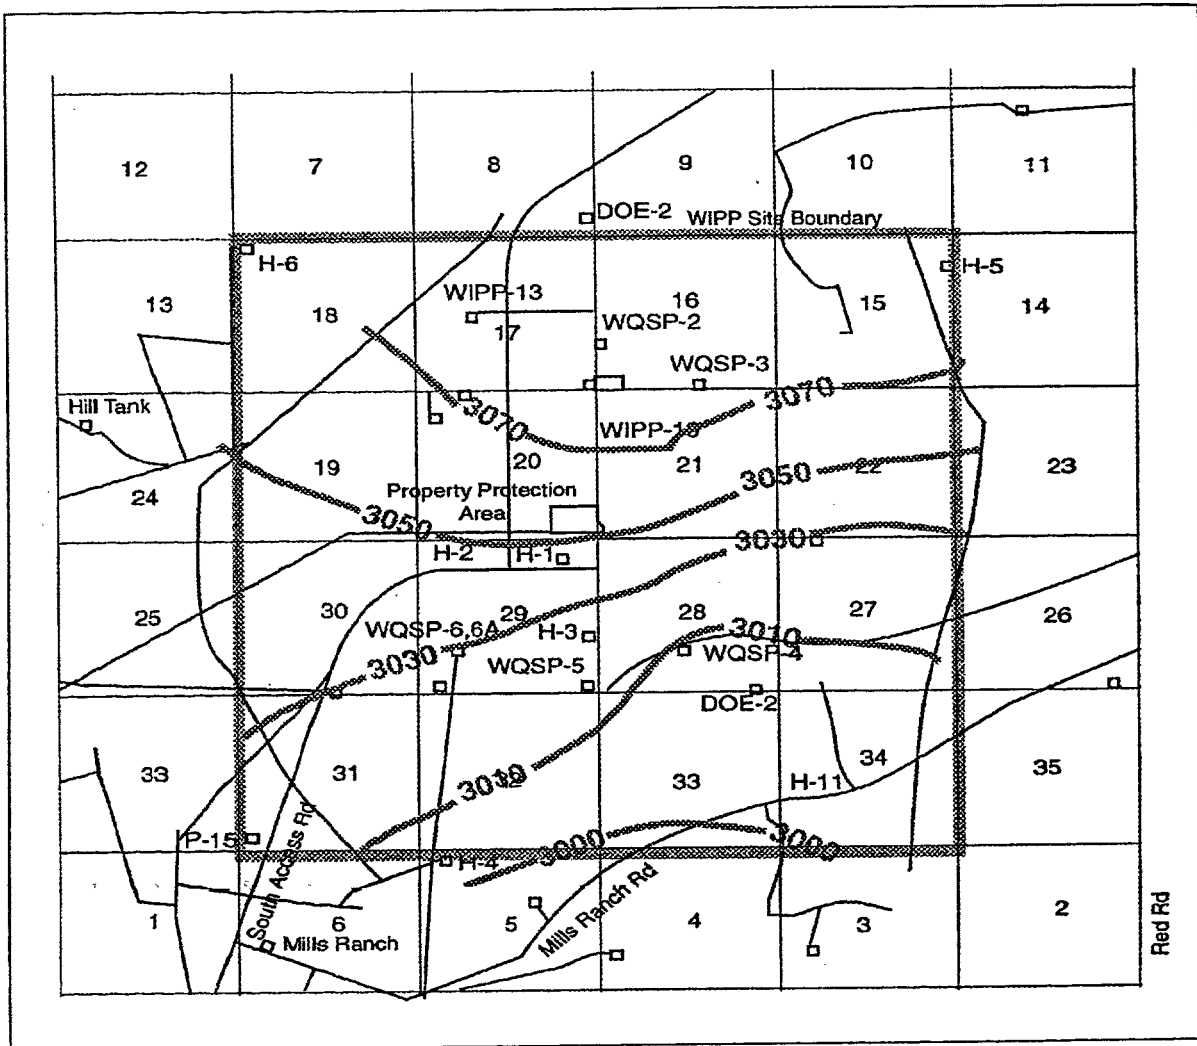 12
7
8
9
10
11
DOE-2
WIPP Site Boundary
H-6
H-5
13
18
WIPP-13
17
16
WQSP-2
15
14
WQSP-3
Hill Tank
3070
3070
WIPP-18
24
19
20
21
22
23
3050
Property Protection
Area
3050
H-2
H-1
3030
25
30
29
28
27
26
WQSP-6,6A
H-3
3010
WQSP-4
3030
WQSP-5
DOE-2
33
31
3010
32
33
34
H-11
35
P-15
South Access Rd
H-4
3000
3000
1
6
5
Mills Ranch Rd
4
3
2
Red Rd
Mills Ranch